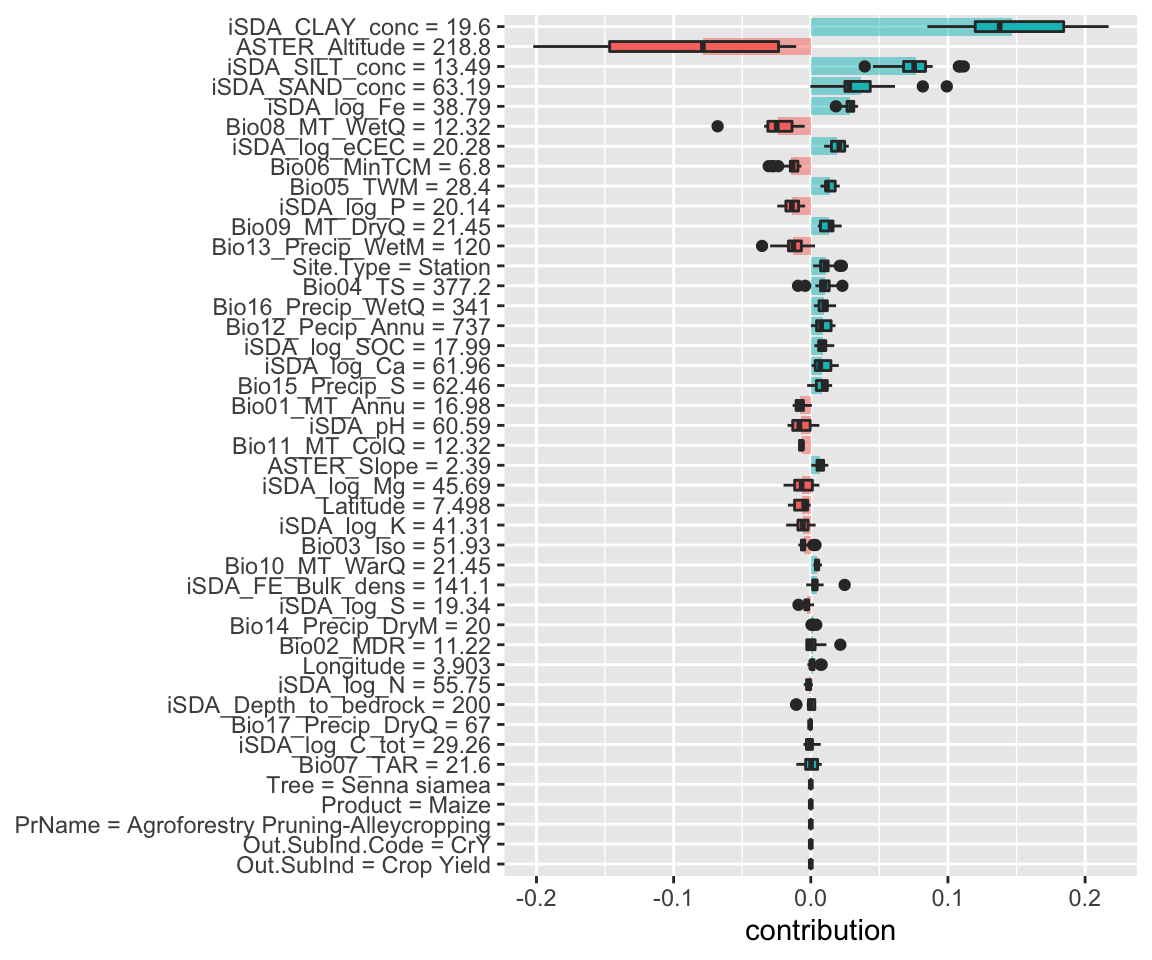 iSDA_CLAY_conc = 19.6
ASTER_Altitude = 218.8
iSDA_SILT_conc = 13.49
iSDA_SAND_conc = 63.19
iSDA_log_Fe = 38.79
Bio08_MT_WetQ = 12.32
iSDA_log_eCEC = 20.28
Bio06_MinTCM = 6.8
Bio05_TWM = 28.4
iSDA_log_P = 20.14
Bio09_MT_DryQ = 21.45
Bio13_Precip_WetM = 120
Site.Type = Station
Bio04_TS = 377.2
Bio16_Precip_WetQ = 341
Bio12_Pecip_Annu = 737
iSDA_log_SOC = 17.99
iSDA_log_Ca = 61.96
Bio15_Precip_S = 62.46
Bio01_MT_Annu = 16.98
iSDA_pH = 60.59
Bio11_MT_ColQ = 12.32
ASTER_Slope = 2.39
iSDA_log_Mg = 45.69
Latitude = 7.498
iSDA_log_K = 41.31
Bio03_Iso = 51.93
Bio10_MT_WarQ = 21.45
iSDA_FE_Bulk_dens = 141.1
iSDA_log_S = 19.34
Bio14_Precip_DryM = 20
Bio02_MDR = 11.22
Longitude = 3.903
iSDA_log_N = 55.75
iSDA_Depth_to_bedrock = 200
Bio17_Precip_DryQ = 67
iSDA_log_C_tot = 29.26
Bio07_TAR = 21.6
Tree = Senna siamea
Product = Maize
PrName = Agroforestry Pruning-Alleycropping
Out.SubInd.Code = CrY
Out.SubInd = Crop Yield
-0.2 -0.1 0.0 0.1 0.2
contribution